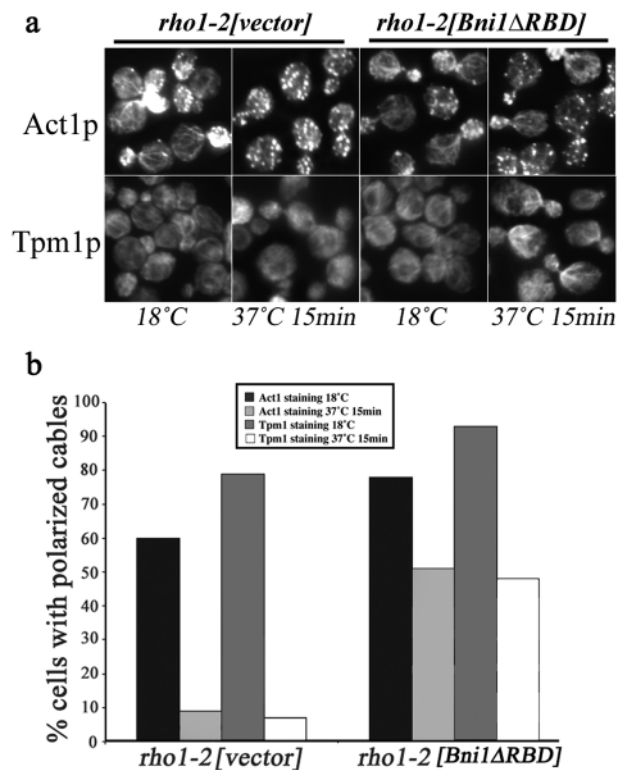 a
rho1-2[vector] rho1-2[Bni1ΔRBD]
Act1p
Tpm1p
18˚C 37˚C 15min 18˚C 37˚C 15min
b
Act1 staining 18˚C
Act1 staining 37˚C 15min
Tpm1 staining 18˚C
Tpm1 staining 37˚C 15min
% cells with polarized cables
100
90
80
70
60
50
40
30
20
10
0
rho1-2[vector] rho1-2 [Bni1ΔRBD]